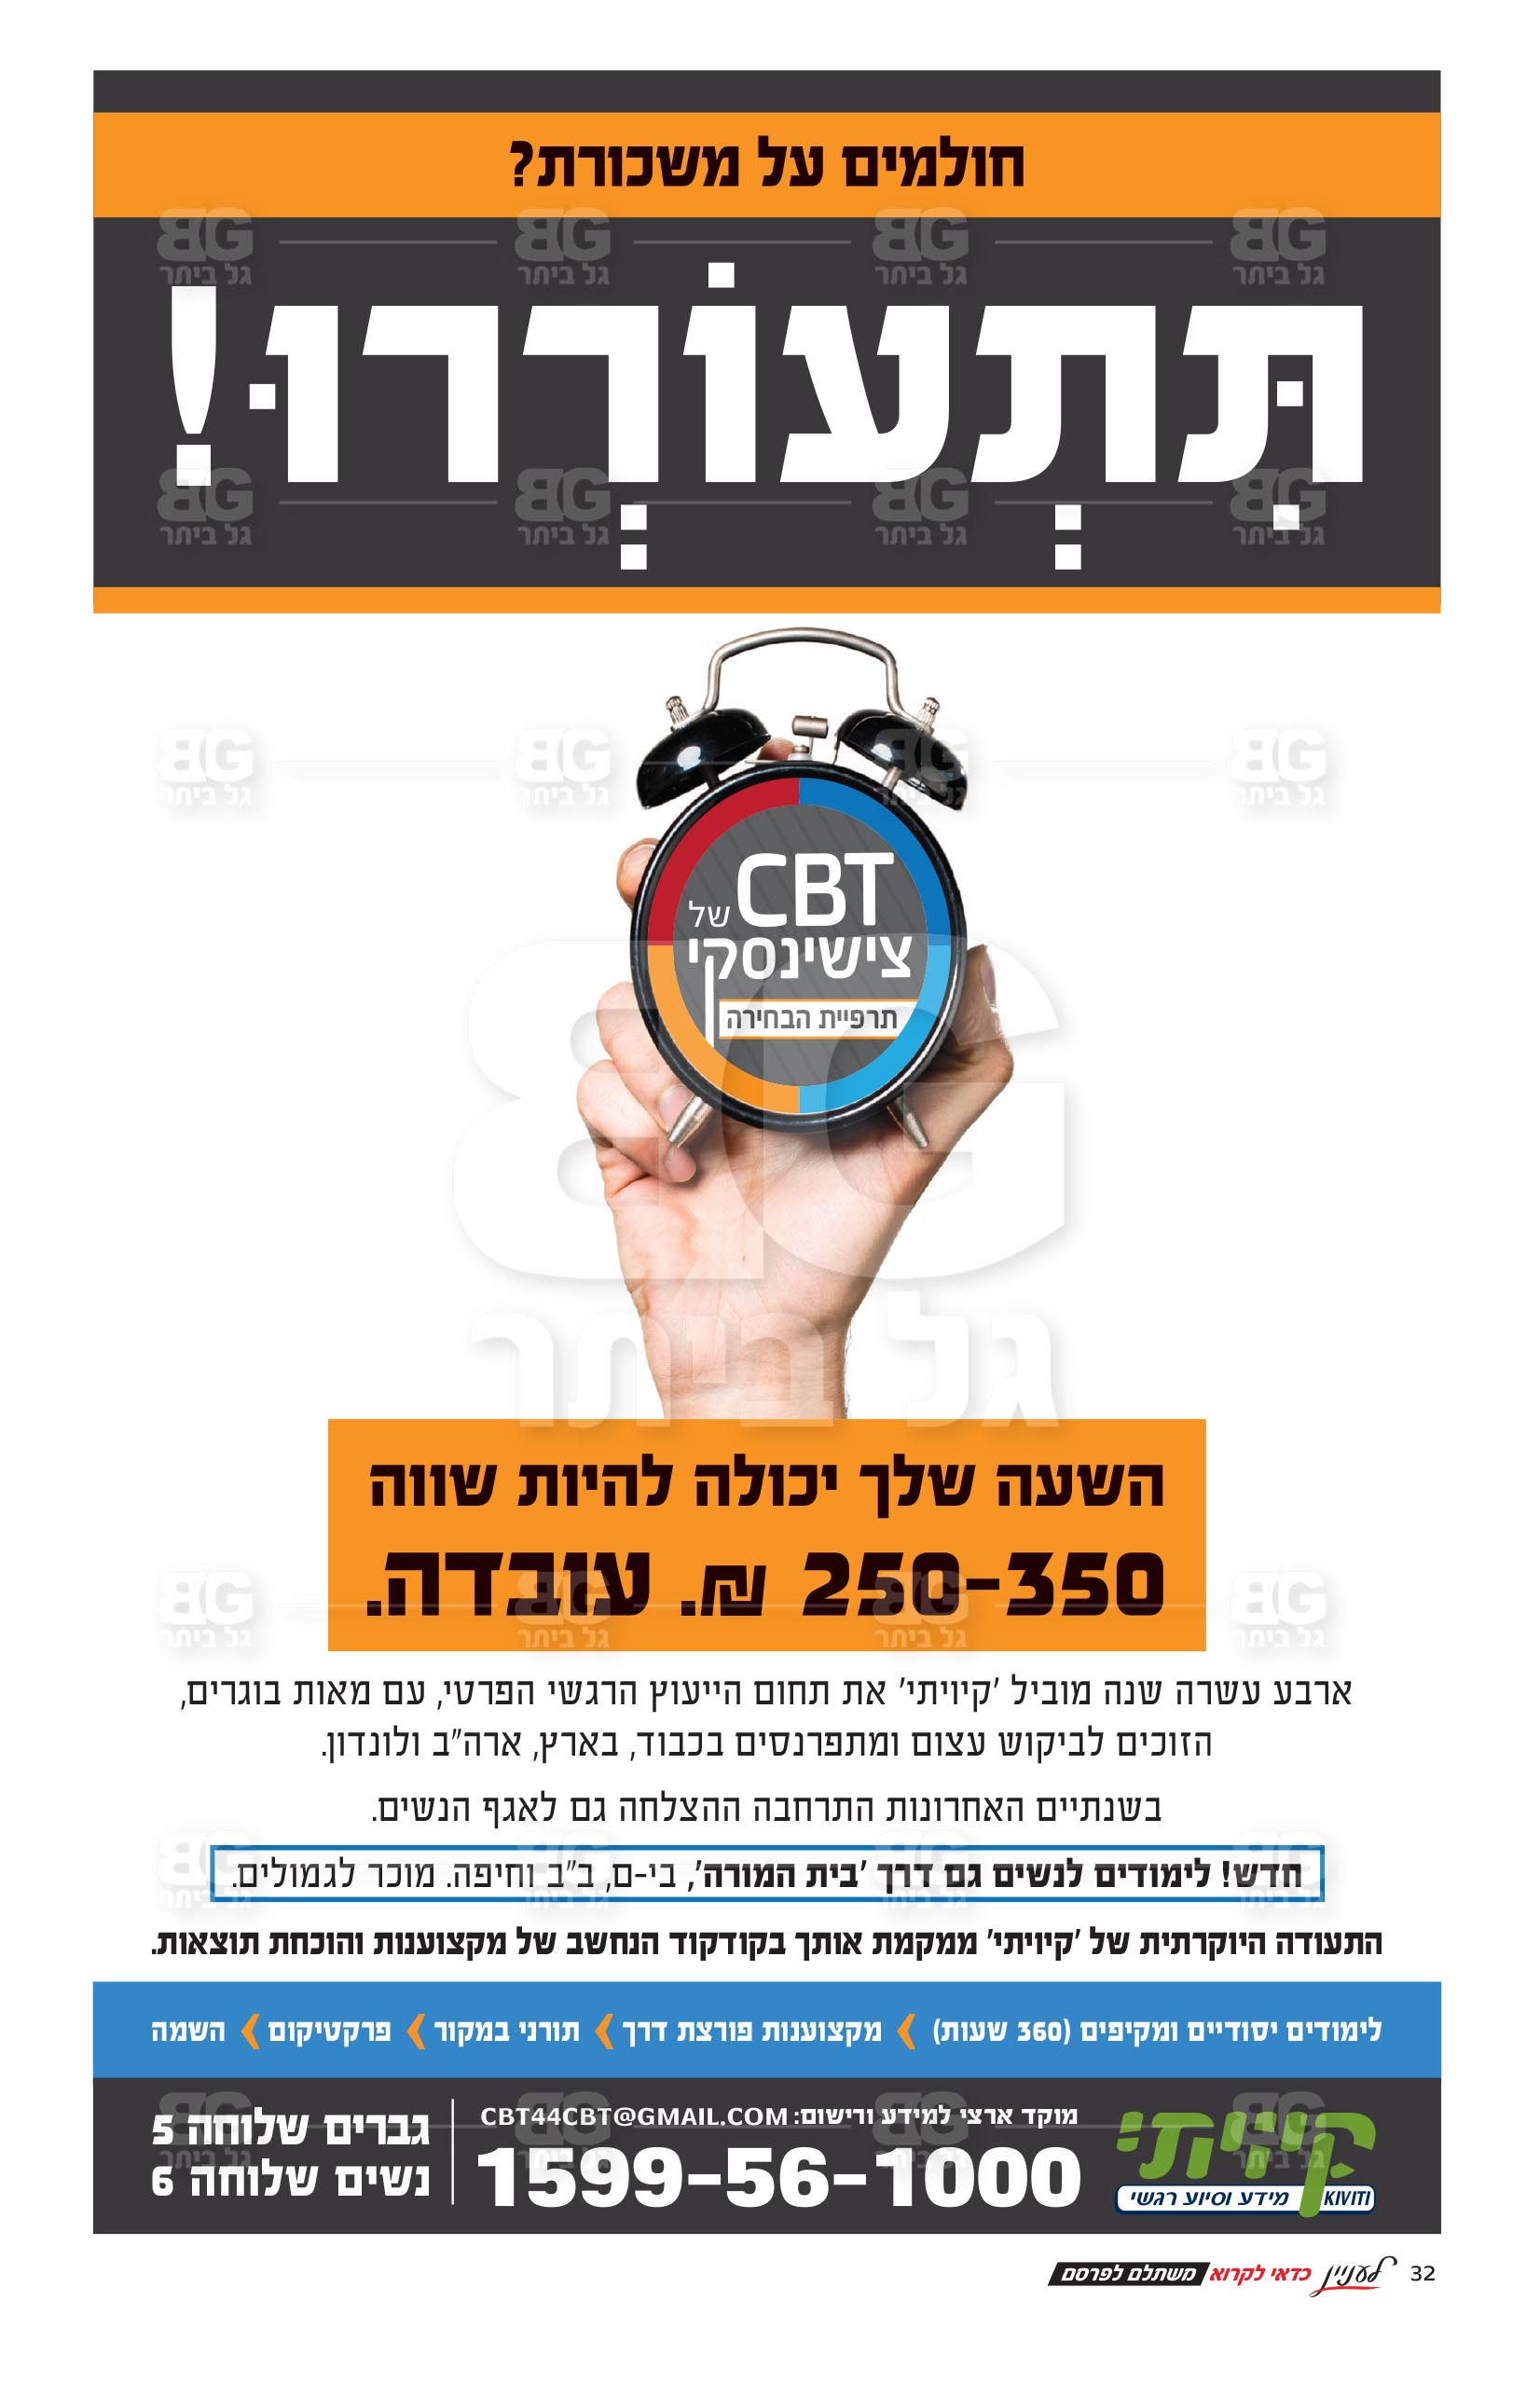 חולמים על משכורת?
תִּתְעוֹרְרוּ!
CBT של
צישינסקי
תרפיית הבחירה
השעה שלך יכולה להיות שווה
250-350 ₪. עובדה.
ארבע עשרה שנה מוביל 'קיויתי' את תחום הייעוץ הרגשי הפרטי, עם מאות בוגרים,
הזוכים לביקוש עצום ומתפרנסים בכבוד, בארץ, ארה"ב ולונדון.
בשנתיים האחרונות התרחבה ההצלחה גם לאגף הנשים.
חדש! לימודים לנשים גם דרך 'בית המורה', בי-ם, ב"ב וחיפה. מוכר לגמולים.
התעודה היוקרתית של 'קיויתי' ממקמת אותך בקודקוד הנחשב של מקצוענות והוכחת תוצאות.
לימודים יסודיים ומקיפים (360 שעות) 〉 מקצוענות פורצת דרך 〉 תורני במקור 〉 פרקטיקום 〉 השמה
קיויתי
KIVITI מידע וסיוע רגשי
מוקד ארצי למידע ורישום: CBT44CBT@GMAIL.COM
1599-56-1000
גברים שלוחה 5
נשים שלוחה 6
32 לעניין כדאי לקרוא משתלם לפרסם
BG
גל ביתר